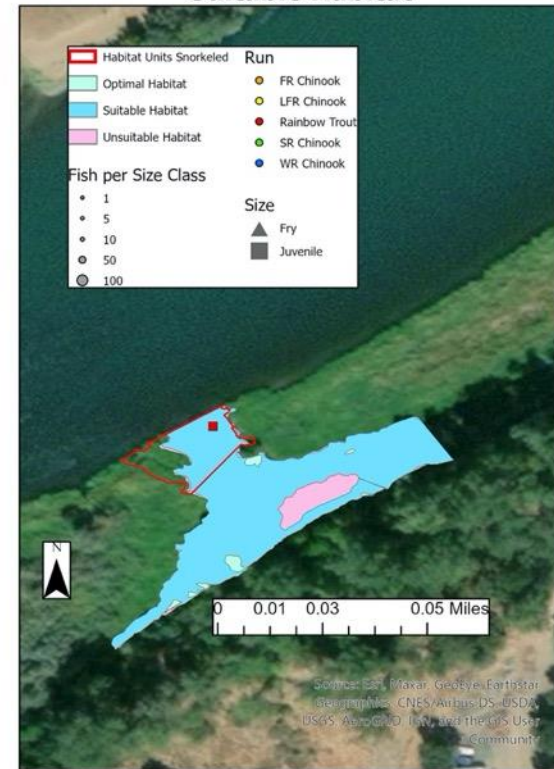 Habitat Units Snorkeled
Optimal Habitat
Suitable Habitat
Unsuitable Habitat
Fish per Size Class
1
5
10
50
100
Run
FR Chinook
LFR Chinook
Rainbow Trout
SR Chinook
WR Chinook
Size
Fry
Juvenile
N
0 0.01 0.03 0.05 Miles
Source: Esri, Maxar, GeoEye, Earthstar
Geographics, CNES/Airbus DS, USDA,
USGS, AeroGRID, IGN, and the GIS User
Community